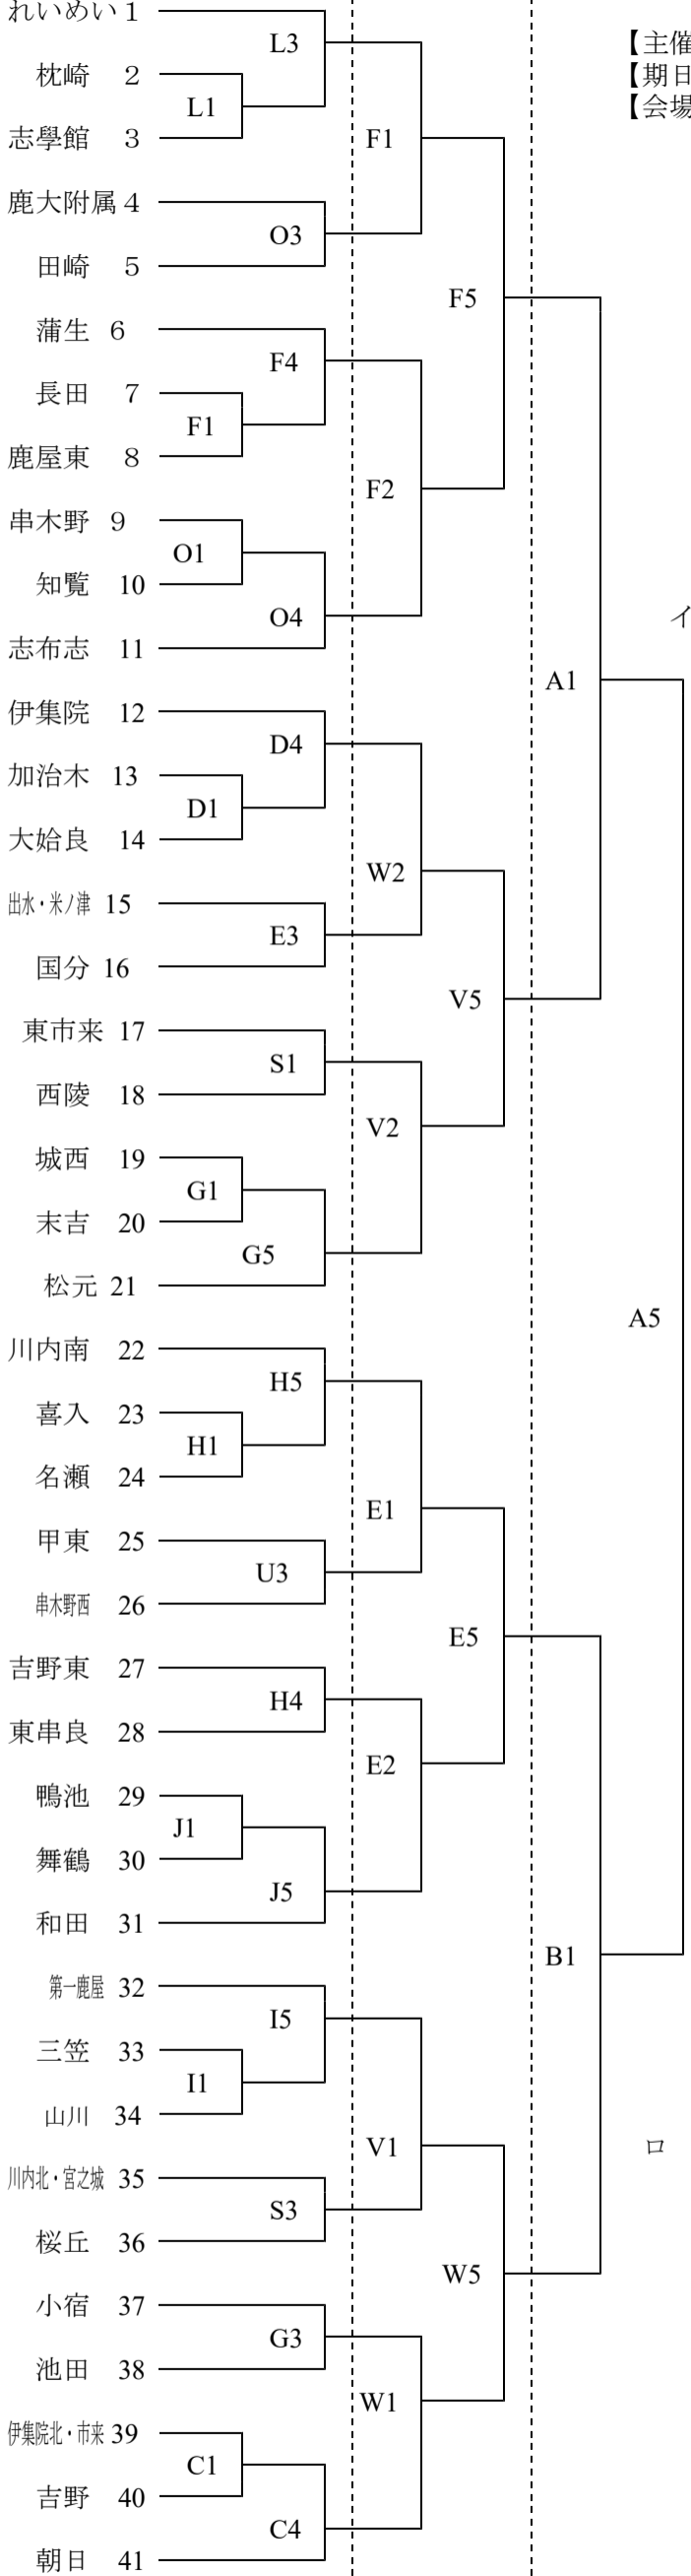 れいめい 1
L3
【主催
枕崎 2
【期日
L1
【会場
志學館 3
F1
鹿大附属 4
O3
田崎 5
F5
蒲生 6
F4
長田 7
F1
鹿屋東 8
F2
串木野 9
O1
知覧 10
O4
イ
志布志 11
A1
伊集院 12
D4
加治木 13
D1
大姶良 14
W2
出水・米ノ津 15
E3
国分 16
V5
東市来 17
S1
西陵 18
V2
城西 19
G1
末吉 20
G5
松元 21
A5
川内南 22
H5
喜入 23
H1
名瀬 24
E1
甲東 25
U3
串木野西 26
E5
吉野東 27
H4
東串良 28
E2
鴨池 29
J1
舞鶴 30
J5
和田 31
B1
第一鹿屋 32
I5
三笠 33
I1
山川 34
V1
ロ
川内北・宮之城 35
S3
桜丘 36
W5
小宿 37
G3
池田 38
W1
伊集院北・市来 39
C1
吉野 40
C4
朝日 41